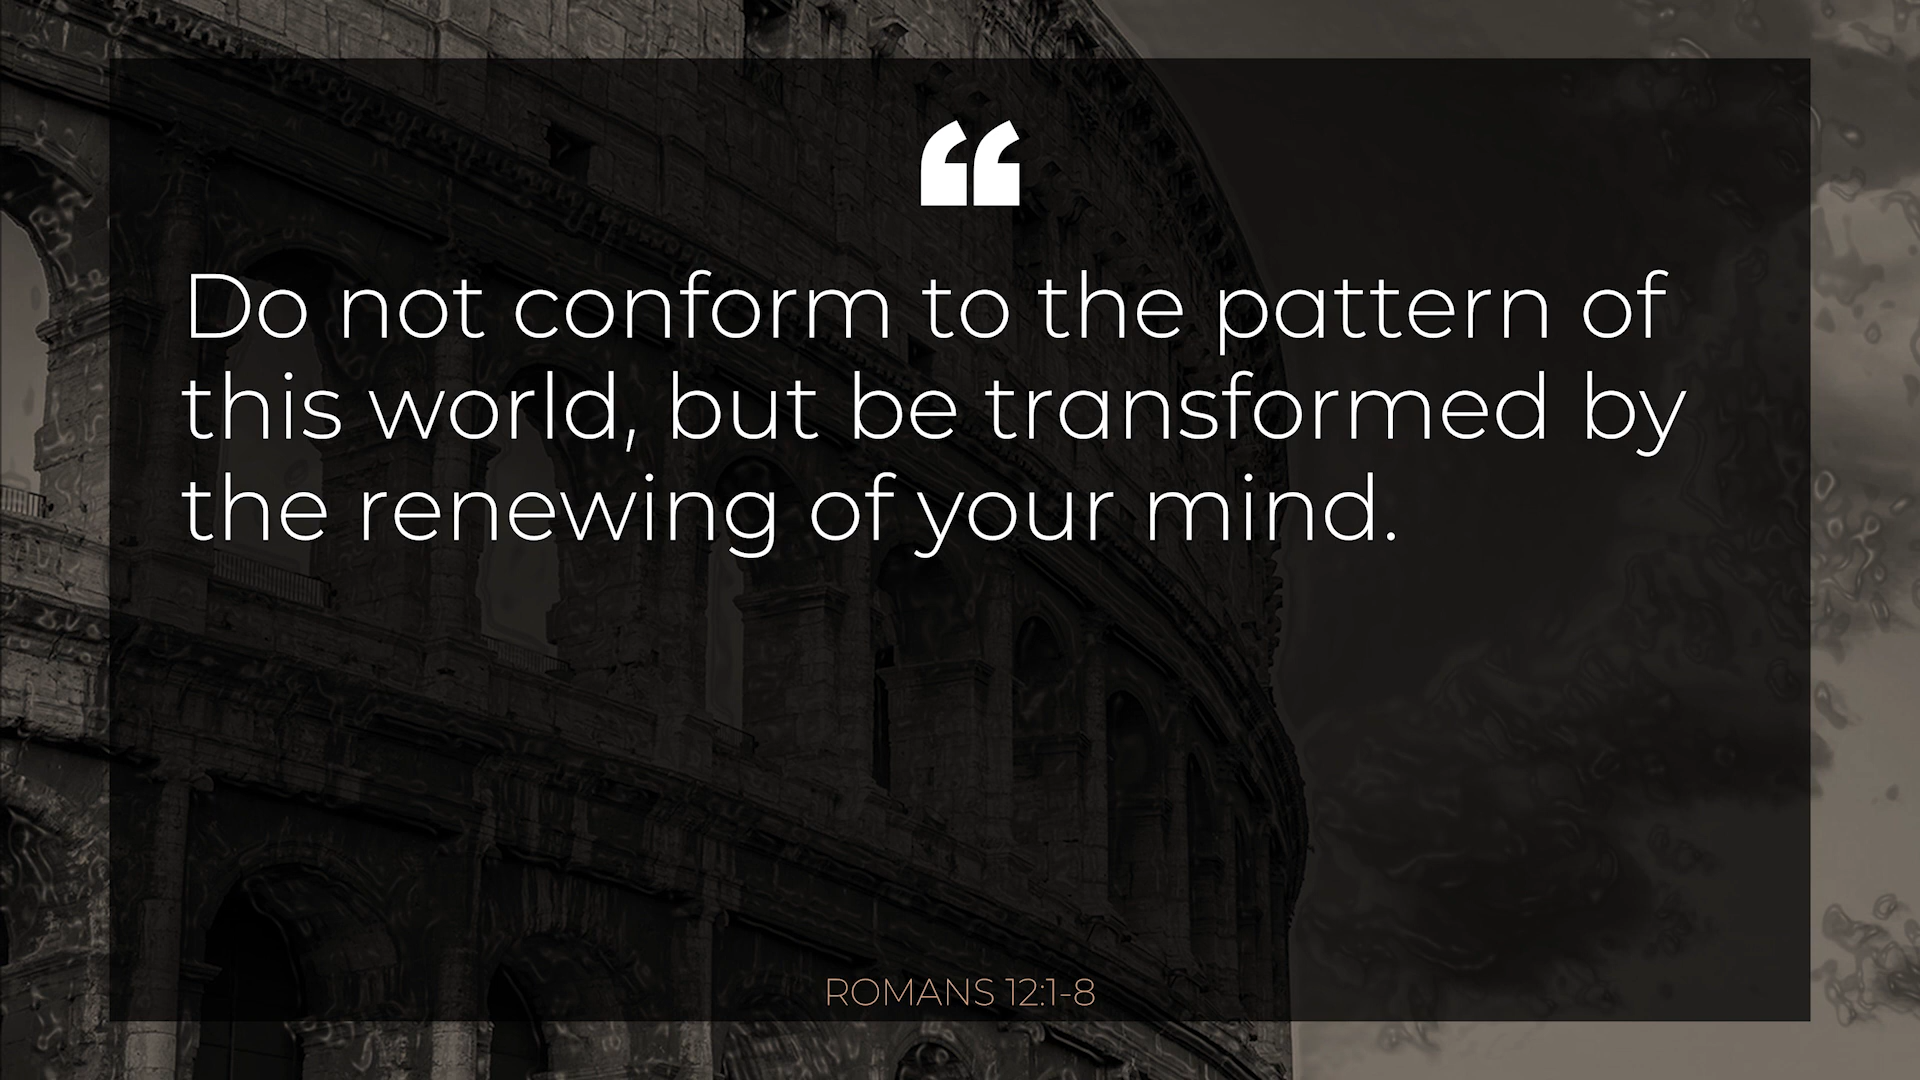 “
Do not conform to the pattern of
this world, but be transformed by
the renewing of your mind.
ROMANS 12:1-8